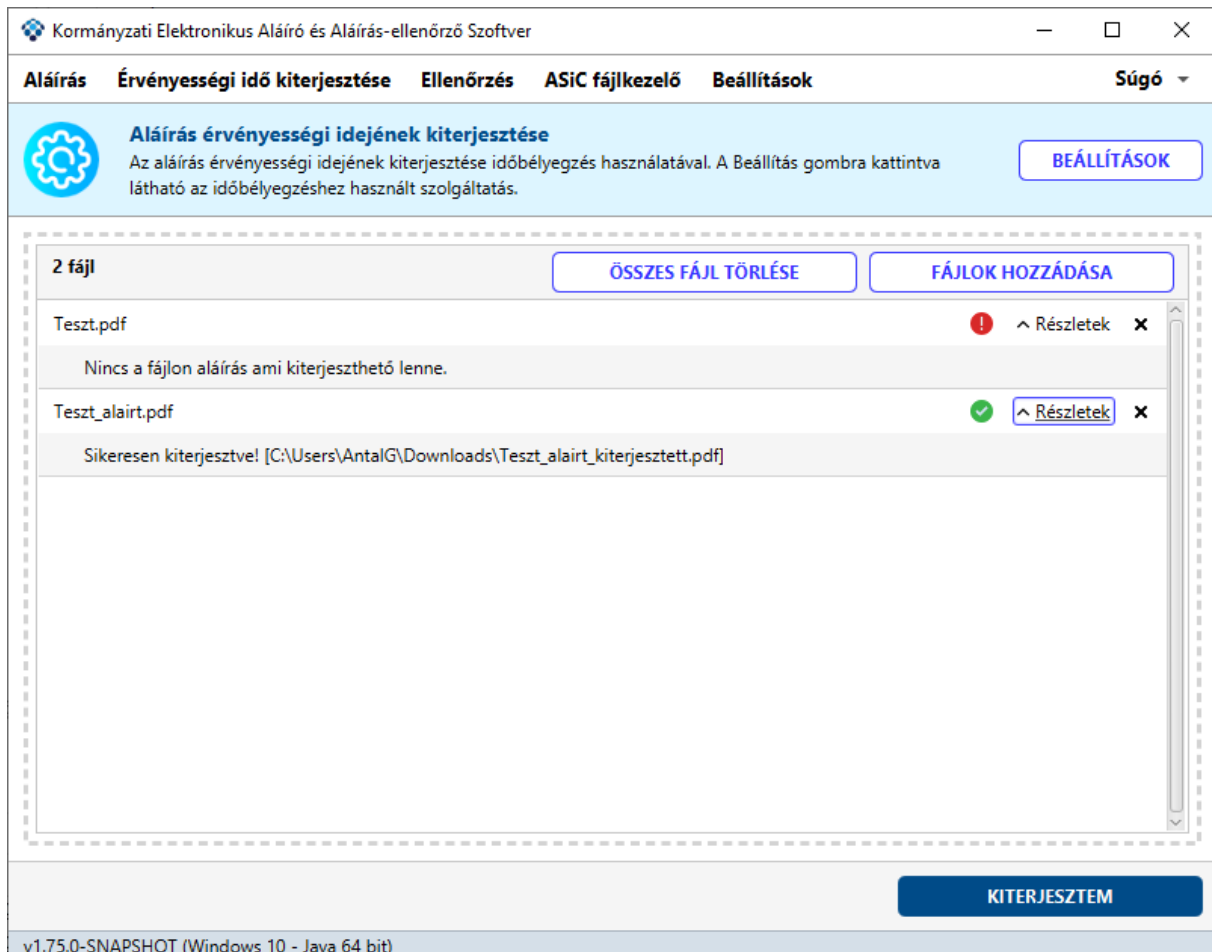 Kormányzati Elektronikus Aláíró és Aláírás-ellenőrző Szoftver
Aláírás Érvényességi idő kiterjesztése Ellenőrzés ASiC fájlkezelő Beállítások Súgó
Aláírás érvényességi idejének kiterjesztése
Az aláírás érvényességi idejének kiterjesztése időbélyegzés használatával. A Beállítás gombra kattintva
látható az időbélyegzéshez használt szolgáltatás.
BEÁLLÍTÁSOK
2 fájl ÖSSZES FÁJL TÖRLÉSE FÁJLOK HOZZÁDÁSA
Teszt.pdf Részletek
Nincs a fájlon aláírás ami kiterjeszthető lenne.
Teszt_alairt.pdf Részletek
Sikeresen kiterjesztve! [C:\Users\AntalG\Downloads\Teszt_alairt_kiterjesztett.pdf]
KITERJESZTEM
v1.75.0-SNAPSHOT (Windows 10 - Java 64 bit)